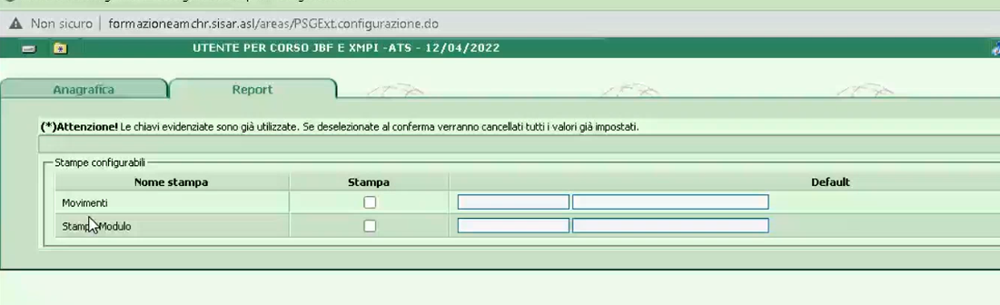 Non sicuro | formazioneamchr.sisar.asl/areas/PSGExt.configurazione.do
UTENTE PER CORSO JBF E XMPI -ATS - 12/04/2022
Anagrafica Report
(*)Attenzione! Le chiavi evidenziate sono già utilizzate. Se deselezionate al conferma verranno cancellati tutti i valori già impostati.
Stampe configurabili
Nome stampa Stampa Default
Movimenti
Modulo